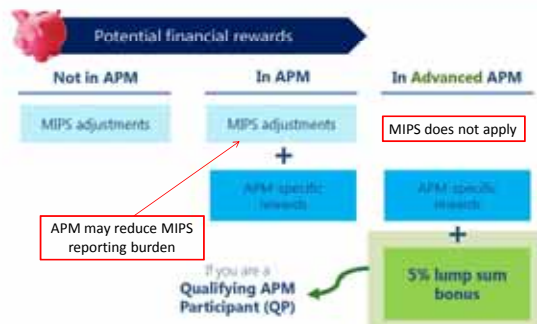 Potential financial rewards
Not in APM
In APM
In Advanced APM
MIPS adjustments
MIPS adjustments
MIPS does not apply
+
APM-specific
rewards
APM-specific
rewards
APM may reduce MIPS
reporting burden
+
If you are a
Qualifying APM
Participant (QP)
5% lump sum
bonus